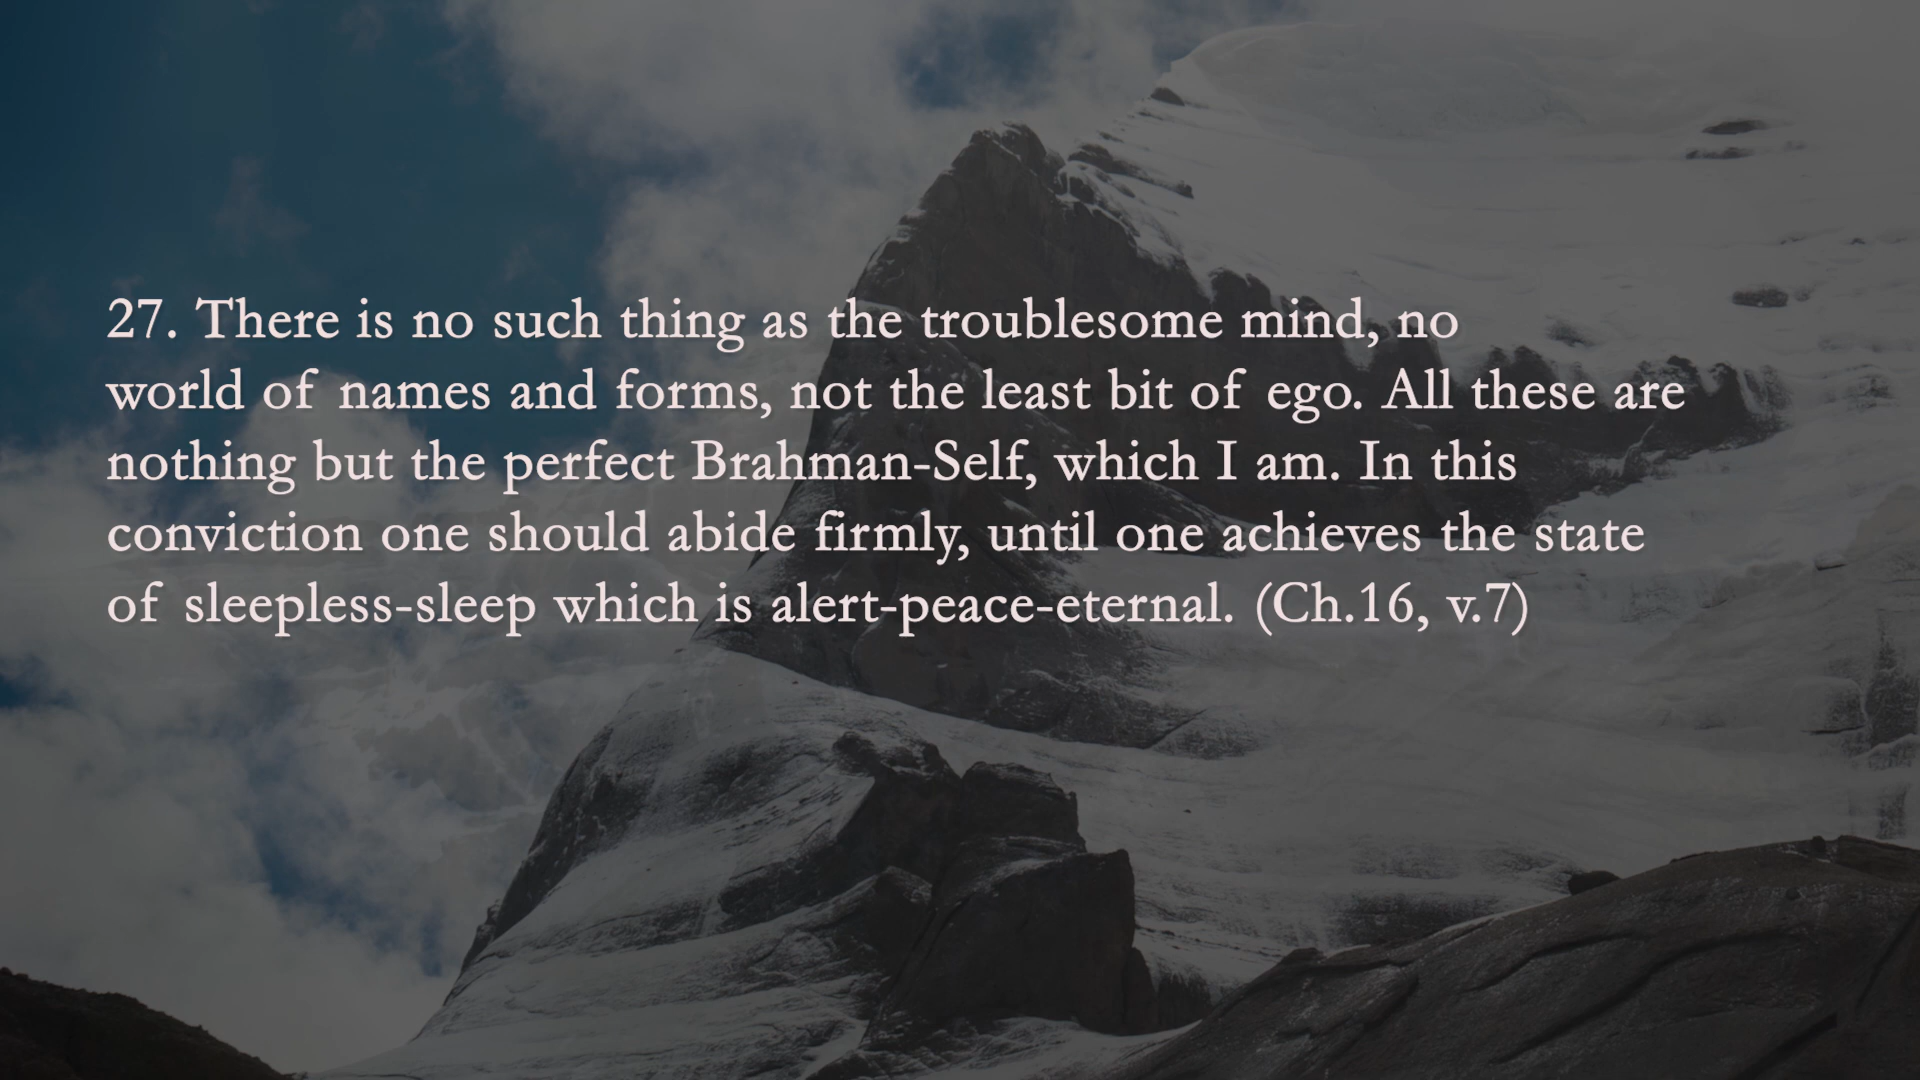 27. There is no such thing as the troublesome mind, no
world of names and forms, not the least bit of ego. All these are
nothing but the perfect Brahman-Self, which I am. In this
conviction one should abide firmly, until one achieves the state
of sleepless-sleep which is alert-peace-eternal. (Ch.16, v.7)